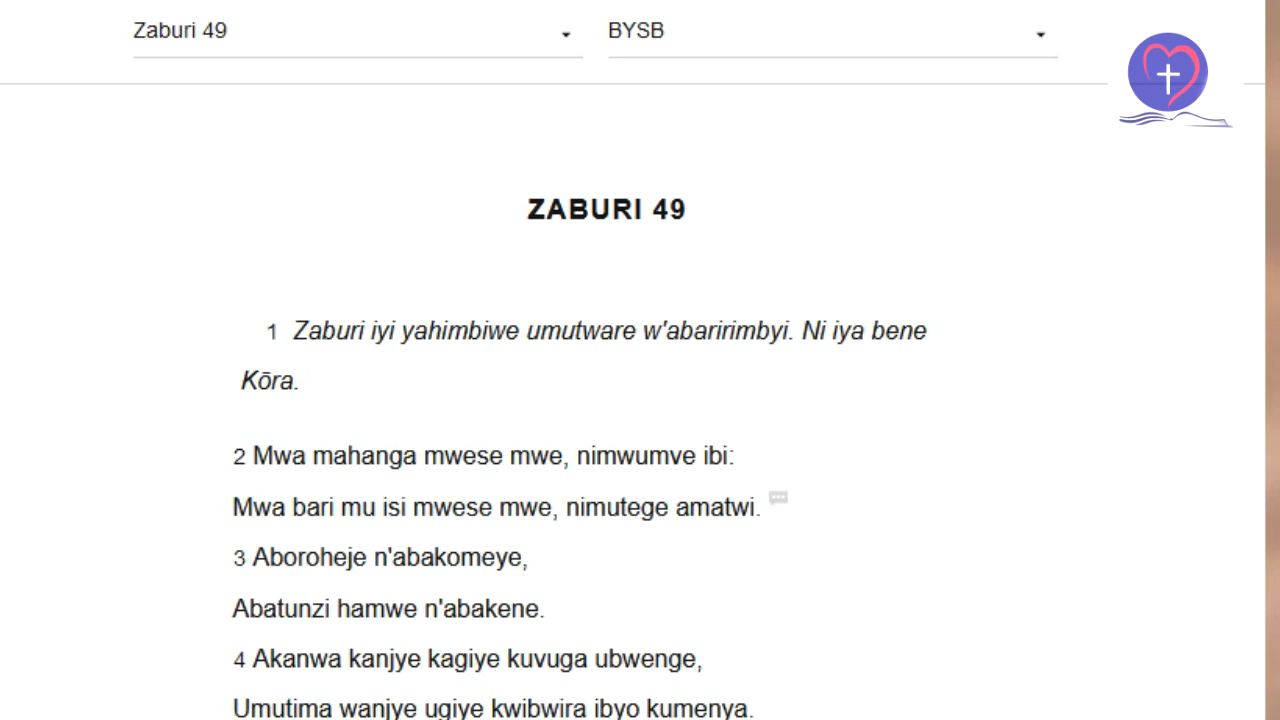 Zaburi 49 BYSB
ZABURI 49
1 Zaburi iyi yahimbiwe umutware w'abaririmbyi. Ni iya bene
Kōra.
2 Mwa mahanga mwese mwe, nimwumve ibi:
Mwa bari mu isi mwese mwe, nimutege amatwi.
3 Aboroheje n'abakomeye,
Abatunzi hamwe n'abakene.
4 Akanwa kanjye kagiye kuvuga ubwenge,
Umutima wanjye ugiye kwibwira ibyo kumenya.